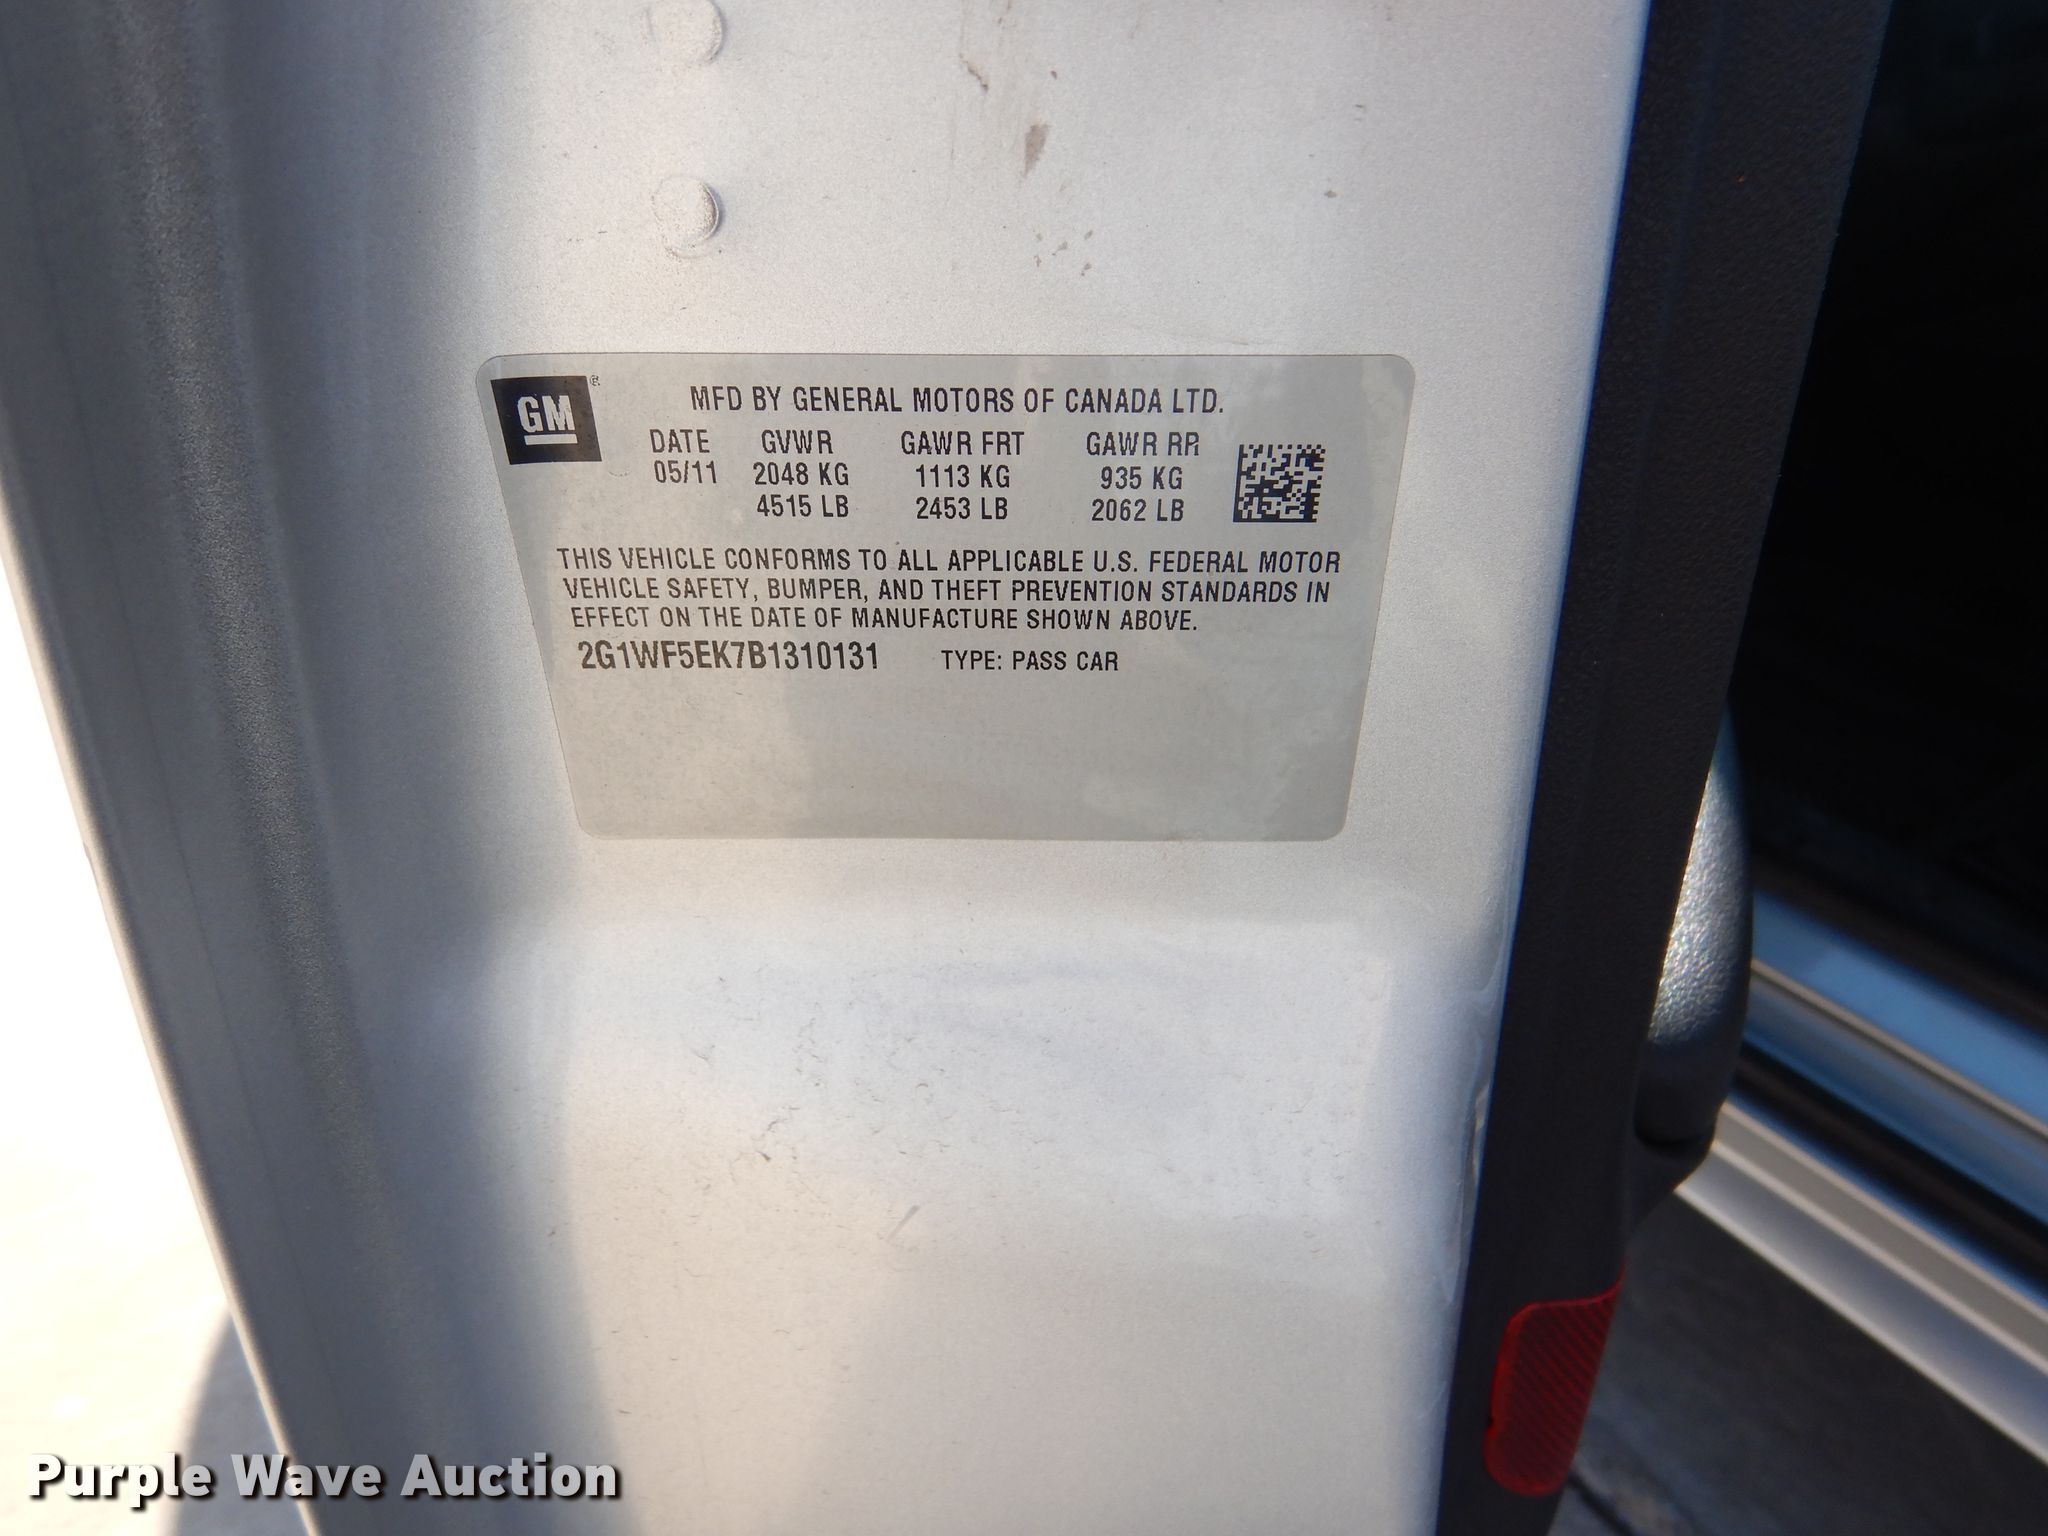 GM®
MFD BY GENERAL MOTORS OF CANADA LTD.
DATE GVWR GAWR FRT GAWR RR
05/11 2048 KG 1113 KG 935 KG
4515 LB 2453 LB 2062 LB
THIS VEHICLE CONFORMS TO ALL APPLICABLE U.S. FEDERAL MOTOR
VEHICLE SAFETY, BUMPER, AND THEFT PREVENTION STANDARDS IN
EFFECT ON THE DATE OF MANUFACTURE SHOWN ABOVE.
2G1WF5EK7B1310131 TYPE: PASS CAR
Purple Wave Auction